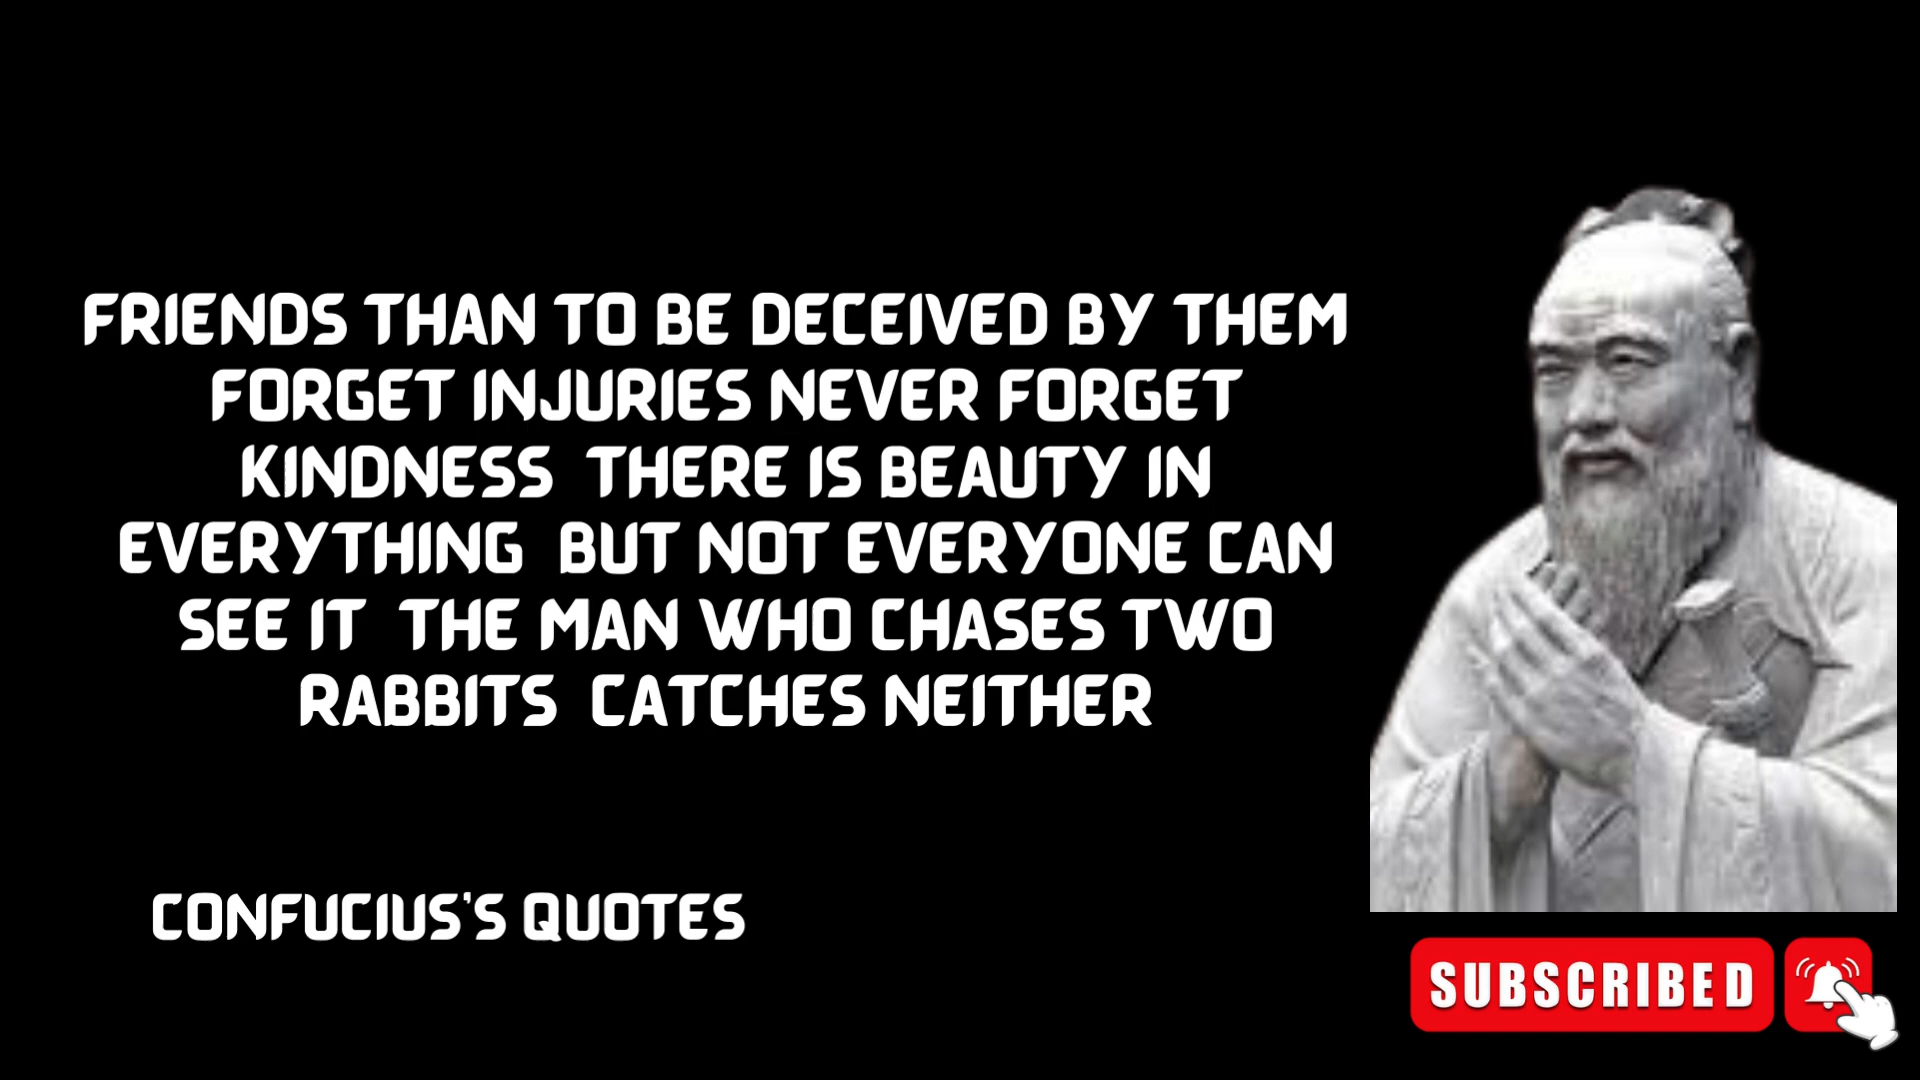 FRIENDS THAN TO BE DECEIVED BY THEM
FORGET INJURIES NEVER FORGET
KINDNESS THERE IS BEAUTY IN
EVERYTHING BUT NOT EVERYONE CAN
SEE IT THE MAN WHO CHASES TWO
RABBITS CATCHES NEITHER
CONFUCIUS'S QUOTES
SUBSCRIBED